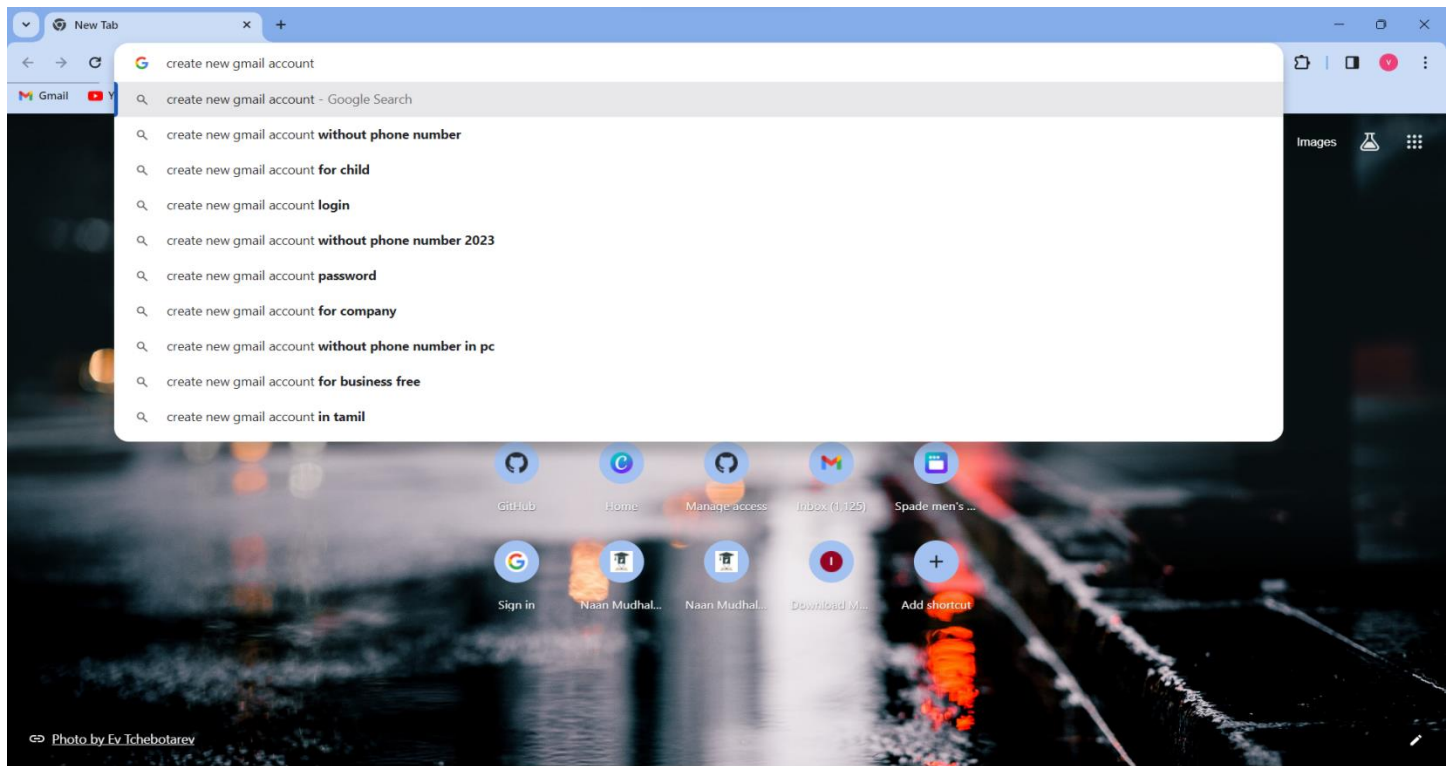 New Tab
create new gmail account
Gmail Y
create new gmail account - Google Search
create new gmail account without phone number
Images
create new gmail account for child
create new gmail account login
create new gmail account without phone number 2023
create new gmail account password
create new gmail account for company
create new gmail account without phone number in pc
create new gmail account for business free
create new gmail account in tamil
GitHub Home Manage access Inbox (1,125) Spade men's ...
Sign in Naan Mudhal... Naan Mudhal... Download M... Add shortcut
Photo by Ev Tchebotarev